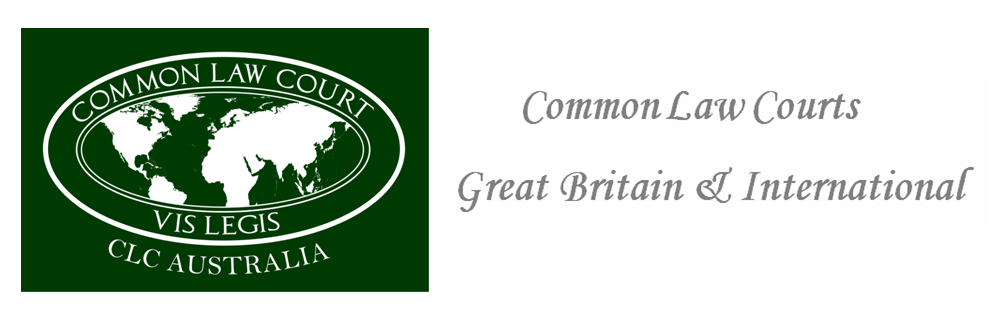 COMMON LAW COURT
VIS LEGIS
CLC AUSTRALIA
Common Law Courts
Great Britain & International